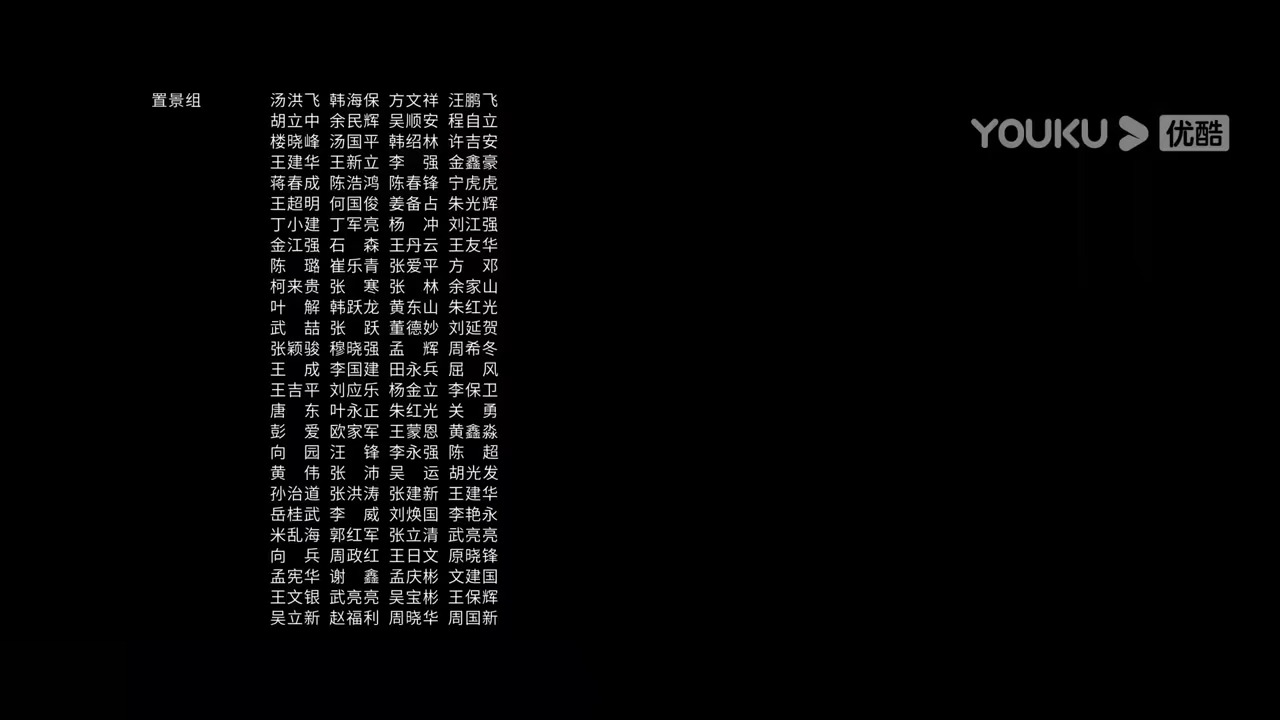 置景组 汤洪飞 韩海保 方文祥 汪鹏飞
胡立中 余民辉 吴顺安 程自立
楼晓峰 汤国平 韩绍林 许吉安
王建华 王新立 李 强 金鑫豪
蒋春成 陈浩鸿 陈春锋 宁虎虎
王超明 何国俊 姜备占 朱光辉
丁小建 丁军亮 杨 冲 刘江强
金江强 石 森 王丹云 王友华
陈 璐 崔乐青 张爱平 方 邓
柯来贵 张 寒 张 林 余家山
叶 解 韩跃龙 黄东山 朱红光
武 喆 张 跃 董德妙 刘延贺
张颖骏 穆晓强 孟 辉 周希冬
王 成 李国建 田永兵 屈 风
王吉平 刘应乐 杨金立 李保卫
唐 东 叶永正 朱红光 关 勇
彭 爱 欧家军 王蒙恩 黄鑫淼
向 园 汪 锋 李永强 陈 超
黄 伟 张 沛 吴 运 胡光发
孙治道 张洪涛 张建新 王建华
岳桂武 李 威 刘焕国 李艳永
米乱海 郭红军 张立清 武亮亮
向 兵 周政红 王日文 原晓锋
孟宪华 谢 鑫 孟庆彬 文建国
王文银 武亮亮 吴宝彬 王保辉
吴立新 赵福利 周晓华 周国新
YOUKU 优酷